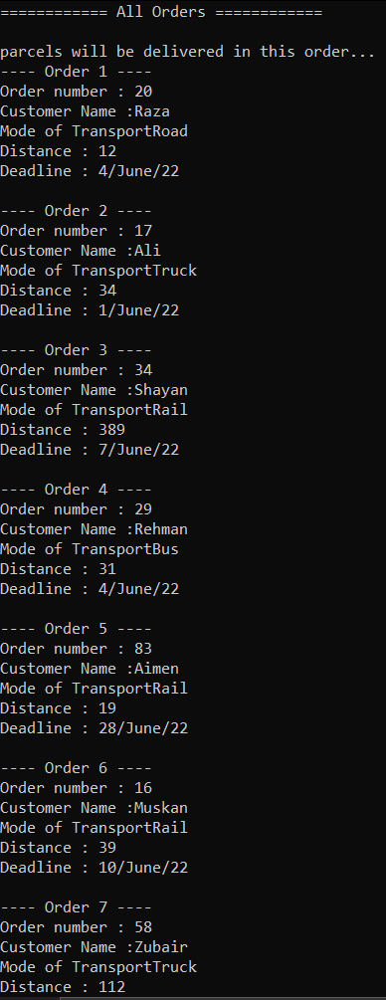 ============ All Orders ============
parcels will be delivered in this order...
---- Order 1 ----
Order number : 20
Customer Name :Raza
Mode of TransportRoad
Distance : 12
Deadline : 4/June/22
---- Order 2 ----
Order number : 17
Customer Name :Ali
Mode of TransportTruck
Distance : 34
Deadline : 1/June/22
---- Order 3 ----
Order number : 34
Customer Name :Shayan
Mode of TransportRail
Distance : 389
Deadline : 7/June/22
---- Order 4 ----
Order number : 29
Customer Name :Rehman
Mode of TransportBus
Distance : 31
Deadline : 4/June/22
---- Order 5 ----
Order number : 83
Customer Name :Aimen
Mode of TransportRail
Distance : 19
Deadline : 28/June/22
---- Order 6 ----
Order number : 16
Customer Name :Muskan
Mode of TransportRail
Distance : 39
Deadline : 10/June/22
---- Order 7 ----
Order number : 58
Customer Name :Zubair
Mode of TransportTruck
Distance : 112